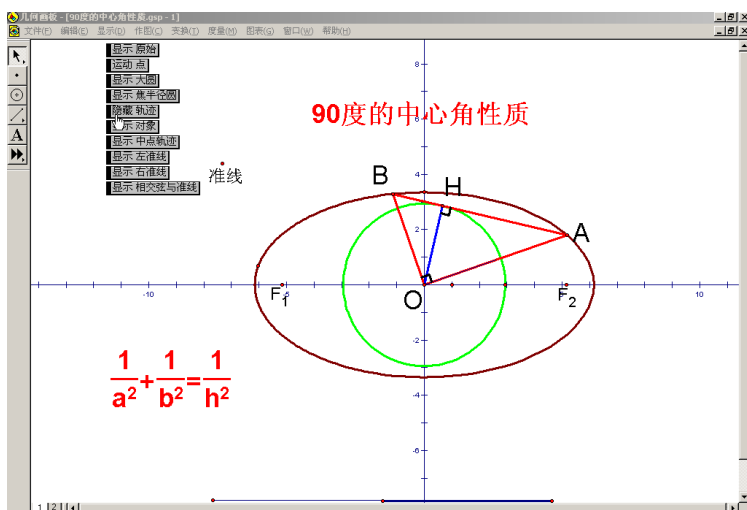 几何画板 - [90度的中心角性质.gsp - 1]
文件(F) 编辑(E) 显示(D) 作图(C) 变换(T) 度量(M) 图表(G) 窗口(W) 帮助(H)
显示 原始
运动 点
显示 大圆
显示 焦半径圆
隐藏 轨迹
显示 对象
显示 中点轨迹
显示 左准线
显示 右准线
显示 相交弦与准线
A
90度的中心角性质
准线
8
4
2
-2
-4
-6
-10
10
B
H
A
O
F₁
F₂
1/a²+1/b²=1/h²
1 2